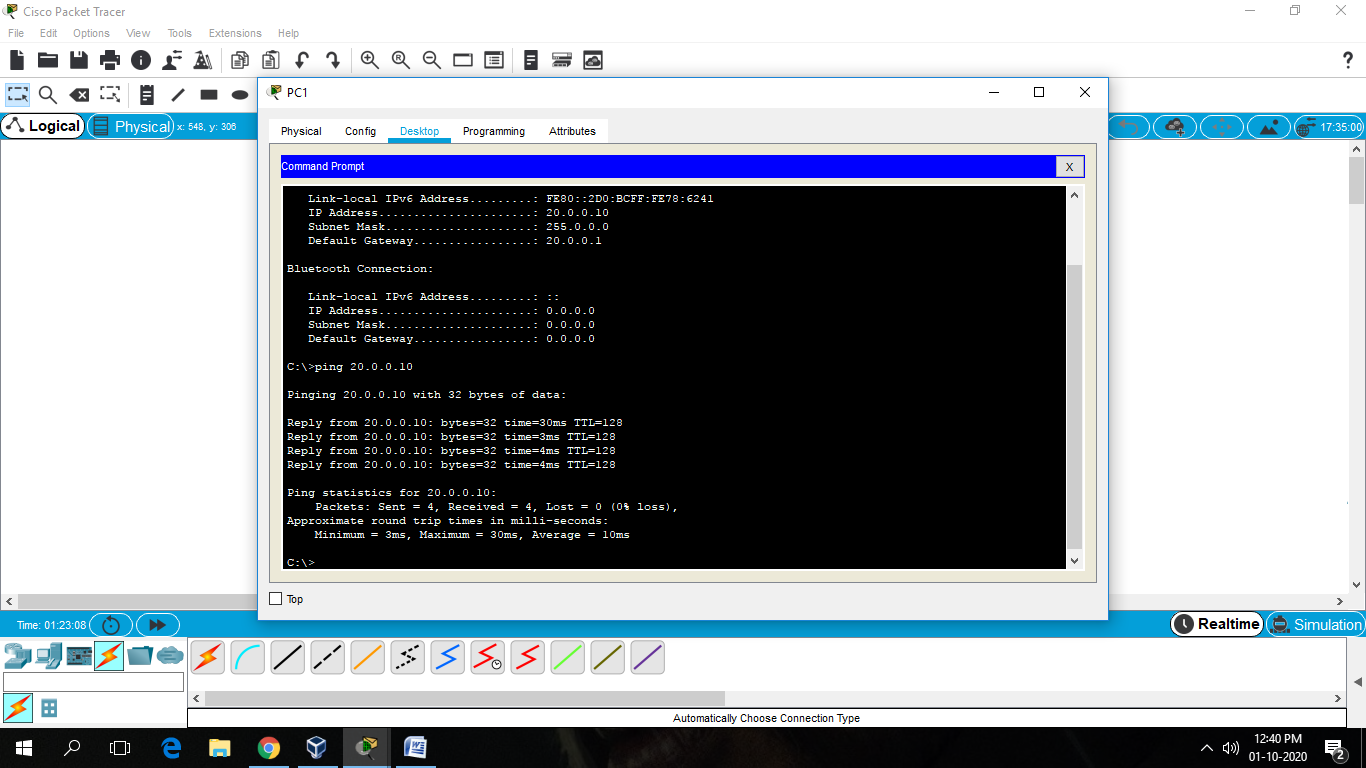 Cisco Packet Tracer
File Edit Options View Tools Extensions Help
?
PC1
Logical
Physical x: 548, y: 306
17:35:00
Physical Config Desktop Programming Attributes
Command Prompt
X
Link-local IPv6 Address.........: FE80::2D0:BCFF:FE78:6241
IP Address......................: 20.0.0.10
Subnet Mask.....................: 255.0.0.0
Default Gateway.................: 20.0.0.1
Bluetooth Connection:
Link-local IPv6 Address.........: ::
IP Address......................: 0.0.0.0
Subnet Mask.....................: 0.0.0.0
Default Gateway.................: 0.0.0.0
C:\>ping 20.0.0.10
Pinging 20.0.0.10 with 32 bytes of data:
Reply from 20.0.0.10: bytes=32 time=30ms TTL=128
Reply from 20.0.0.10: bytes=32 time=3ms TTL=128
Reply from 20.0.0.10: bytes=32 time=4ms TTL=128
Reply from 20.0.0.10: bytes=32 time=4ms TTL=128
Ping statistics for 20.0.0.10:
Packets: Sent = 4, Received = 4, Lost = 0 (0% loss),
Approximate round trip times in milli-seconds:
Minimum = 3ms, Maximum = 30ms, Average = 10ms
C:\>
Top
Time: 01:23:08
Realtime
Simulation
Automatically Choose Connection Type
12:40 PM
01-10-2020
2